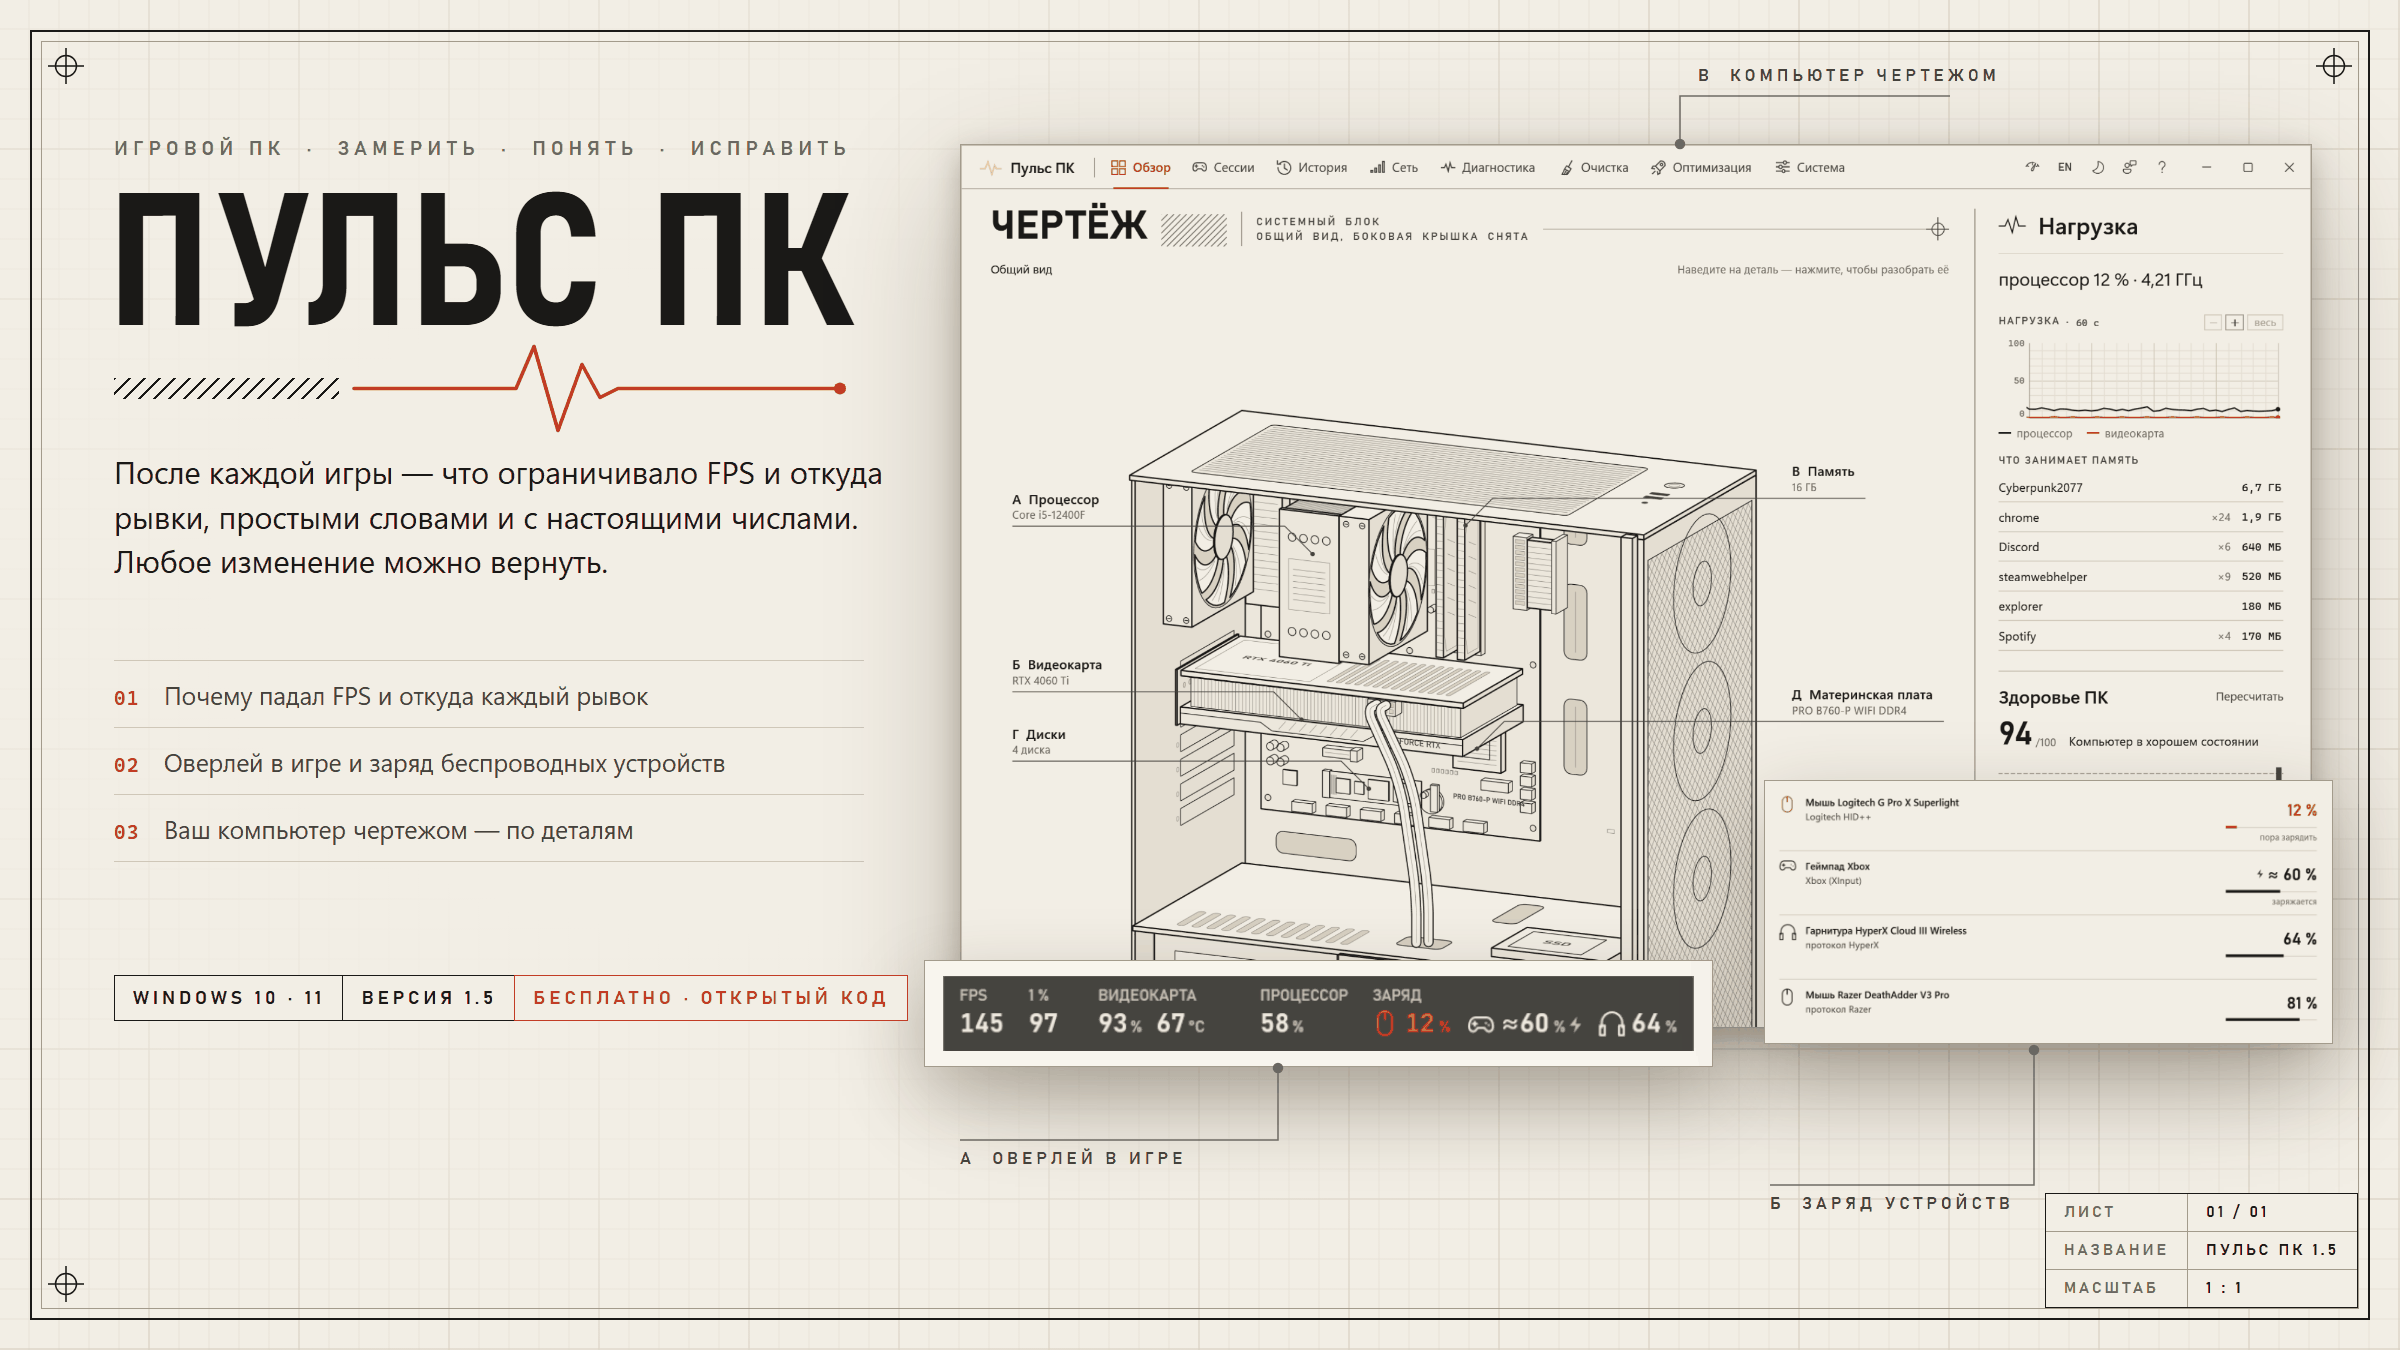 В КОМПЬЮТЕР ЧЕРТЕЖОМ
ИГРОВОЙ ПК · ЗАМЕРИТЬ · ПОНЯТЬ · ИСПРАВИТЬ
ПУЛЬС ПК
После каждой игры — что ограничивало FPS и откуда
рывки, простыми словами и с настоящими числами.
Любое изменение можно вернуть.
01 Почему падал FPS и откуда каждый рывок
02 Оверлей в игре и заряд беспроводных устройств
03 Ваш компьютер чертежом — по деталям
WINDOWS 10 · 11 ВЕРСИЯ 1.5 БЕСПЛАТНО · ОТКРЫТЫЙ КОД
Пульс ПК Обзор Сессии История Сеть Диагностика Очистка Оптимизация Система EN ?
ЧЕРТЁЖ
СИСТЕМНЫЙ БЛОК
ОБЩИЙ ВИД, БОКОВАЯ КРЫШКА СНЯТА
Общий вид
Наведите на деталь — нажмите, чтобы разобрать её
А Процессор
Core i5-12400F
В Память
16 ГБ
Б Видеокарта
RTX 4060 Ti
Г Диски
4 диска
Д Материнская плата
PRO B760-P WIFI DDR4
RTX 4060 Ti
FORCE RTX
PRO B760-P WIFI DDR4
SSD
Нагрузка
процессор 12 % · 4,21 ГГц
НАГРУЗКА · 60 с
− + весь
100
50
0
процессор видеокарта
ЧТО ЗАНИМАЕТ ПАМЯТЬ
Cyberpunk2077 6,7 ГБ
chrome ×24 1,9 ГБ
Discord ×6 640 МБ
steamwebhelper ×9 520 МБ
explorer 180 МБ
Spotify ×4 170 МБ
Здоровье ПК Пересчитать
94 /100 Компьютер в хорошем состоянии
Мышь Logitech G Pro X Superlight
Logitech HID++
12 %
пора зарядить
Геймпад Xbox
Xbox (XInput)
≈ 60 %
заряжается
Гарнитура HyperX Cloud III Wireless
протокол HyperX
64 %
Мышь Razer DeathAdder V3 Pro
протокол Razer
81 %
FPS 1 % ВИДЕОКАРТА ПРОЦЕССОР ЗАРЯД
145 97 93 % 67 °C 58 % 12 % ≈60 % 64 %
А ОВЕРЛЕЙ В ИГРЕ
Б ЗАРЯД УСТРОЙСТВ
ЛИСТ 01 / 01
НАЗВАНИЕ ПУЛЬС ПК 1.5
МАСШТАБ 1 : 1